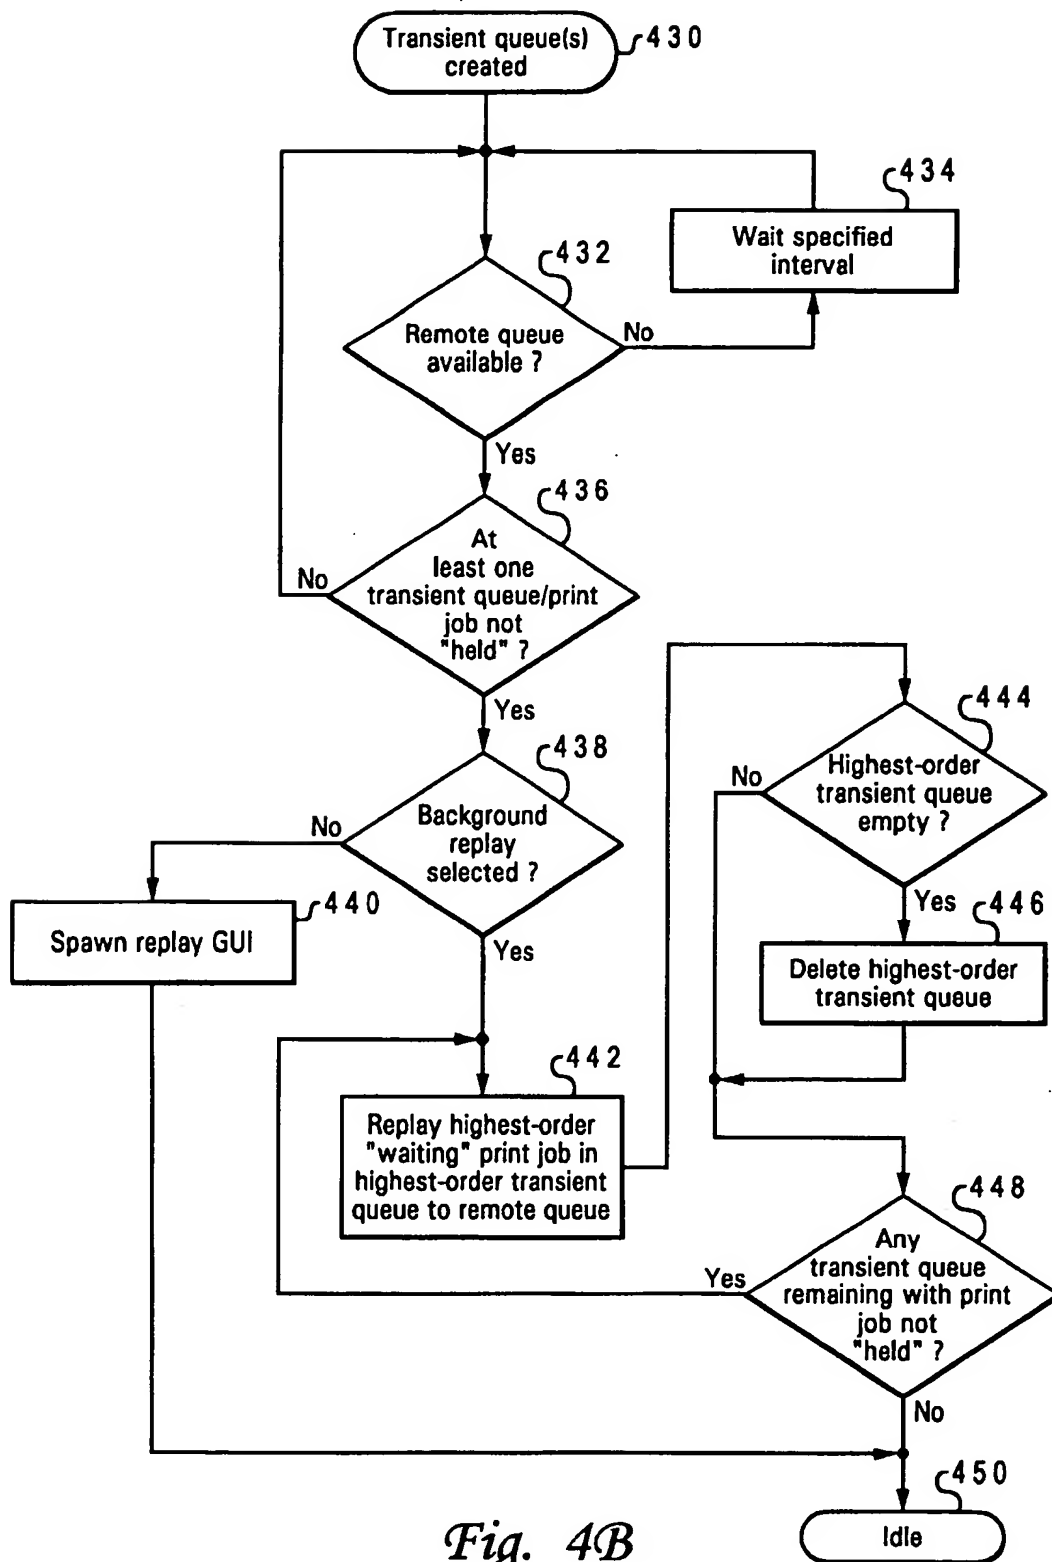 Transient queue(s)
created
430
434
Wait specified
interval
432
Remote queue
available ?
No
Yes
436
At
least one
transient queue/print
job not
"held" ?
No
Yes
438
Background
replay
selected ?
No
Yes
440
Spawn replay GUI
442
Replay highest-order
"waiting" print job in
highest-order transient
queue to remote queue
444
Highest-order
transient queue
empty ?
No
Yes
446
Delete highest-order
transient queue
448
Any
transient queue
remaining with print
job not
"held" ?
Yes
No
450
Idle
Fig. 4B